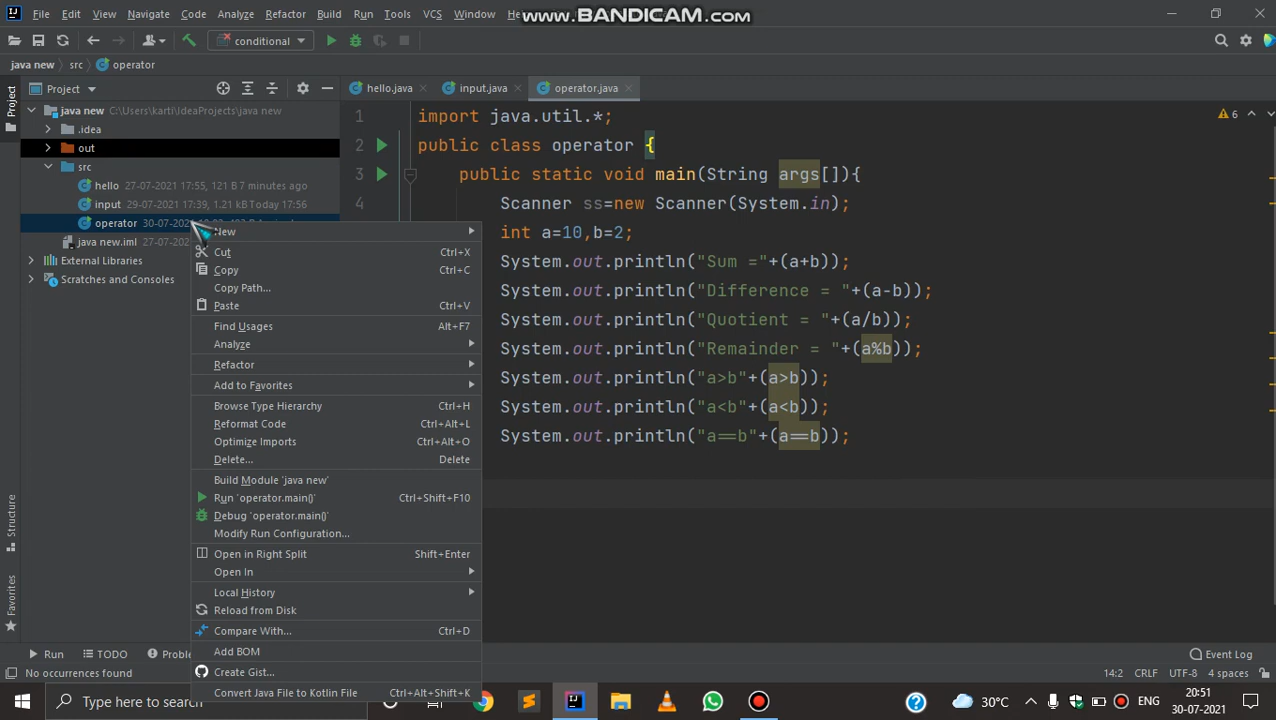 File Edit View Navigate Code Analyze Refactor Build Run Tools VCS Window
www.BANDICAM.com
conditional
java new src operator
Project
hello.java input.java operator.java
java new C:\Users\karti\IdeaProjects\java new
.idea
out
src
hello 27-07-2021 17:55, 121 B 7 minutes ago
input 29-07-2021 17:39, 1.21 kB Today 17:56
operator
java new.iml
External Libraries
Scratches and Consoles
New
Cut Ctrl+X
Copy Ctrl+C
Copy Path...
Paste Ctrl+V
Find Usages Alt+F7
Analyze
Refactor
Add to Favorites
Browse Type Hierarchy Ctrl+H
Reformat Code Ctrl+Alt+L
Optimize Imports Ctrl+Alt+O
Delete... Delete
Build Module 'java new'
Run 'operator.main()' Ctrl+Shift+F10
Debug 'operator.main()'
Modify Run Configuration...
Open in Right Split Shift+Enter
Open In
Local History
Reload from Disk
Compare With... Ctrl+D
Add BOM
Create Gist...
Convert Java File to Kotlin File Ctrl+Alt+Shift+K
6
1 import java.util.*;
2 public class operator {
3 public static void main(String args[]){
4 Scanner ss=new Scanner(System.in);
int a=10,b=2;
System.out.println("Sum ="+(a+b));
System.out.println("Difference = "+(a-b));
System.out.println("Quotient = "+(a/b));
System.out.println("Remainder = "+(a%b));
System.out.println("a>b"+(a>b));
System.out.println("a<b"+(a<b));
System.out.println("a==b"+(a==b));
Project
Structure
Favorites
Run TODO
Event Log
No occurrences found
14:2 CRLF UTF-8 4 spaces
Type here to search
30°C ENG
20:51
30-07-2021